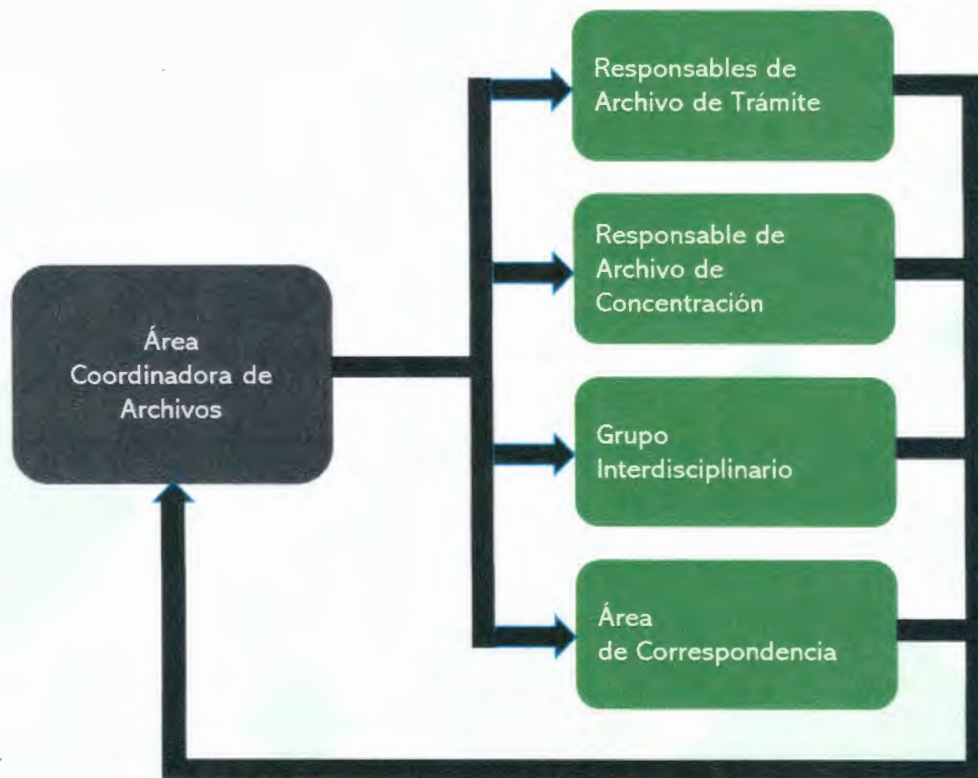 Responsables de
Archivo de Trámite
Responsable de
Archivo de
Concentración
Área
Coordinadora de
Archivos
Grupo
Interdisciplinario
Área
de Correspondencia